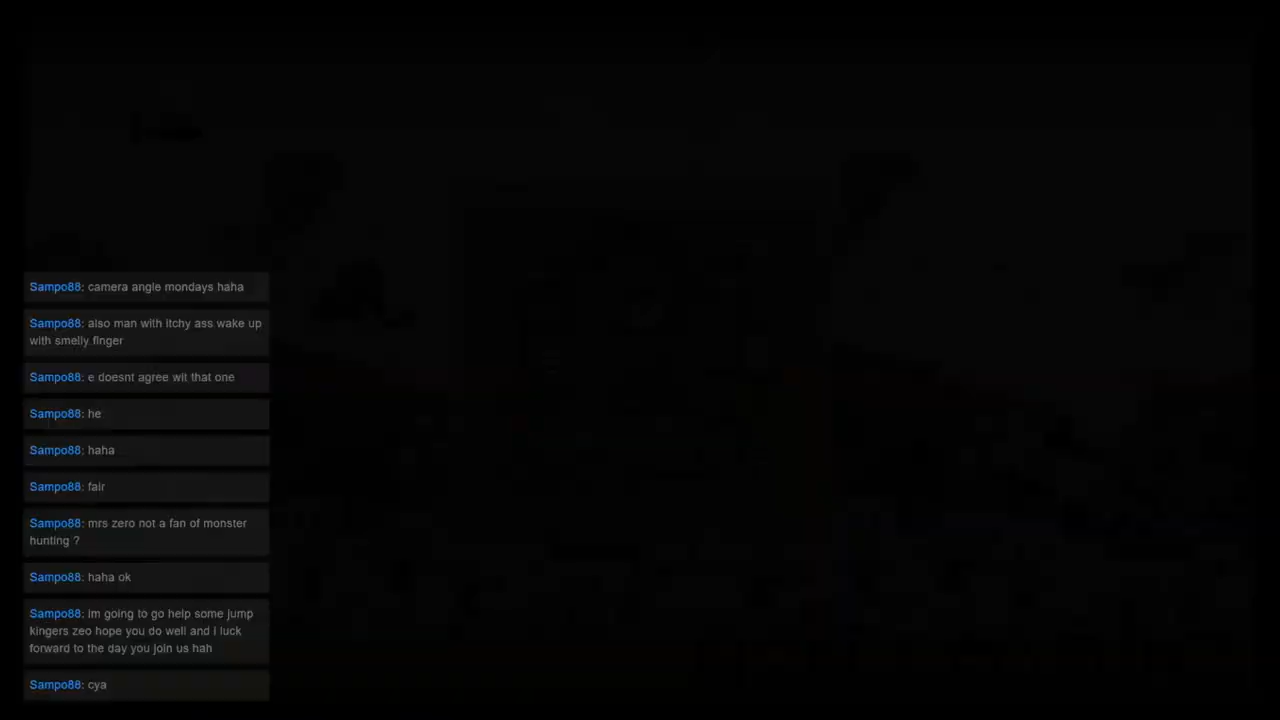 Sampo88: camera angle mondays haha
Sampo88: also man with itchy ass wake up
with smelly finger
Sampo88: e doesnt agree wit that one
Sampo88: he
Sampo88: haha
Sampo88: fair
Sampo88: mrs zero not a fan of monster
hunting ?
Sampo88: haha ok
Sampo88: im going to go help some jump
kingers zeo hope you do well and i luck
forward to the day you join us hah
Sampo88: cya